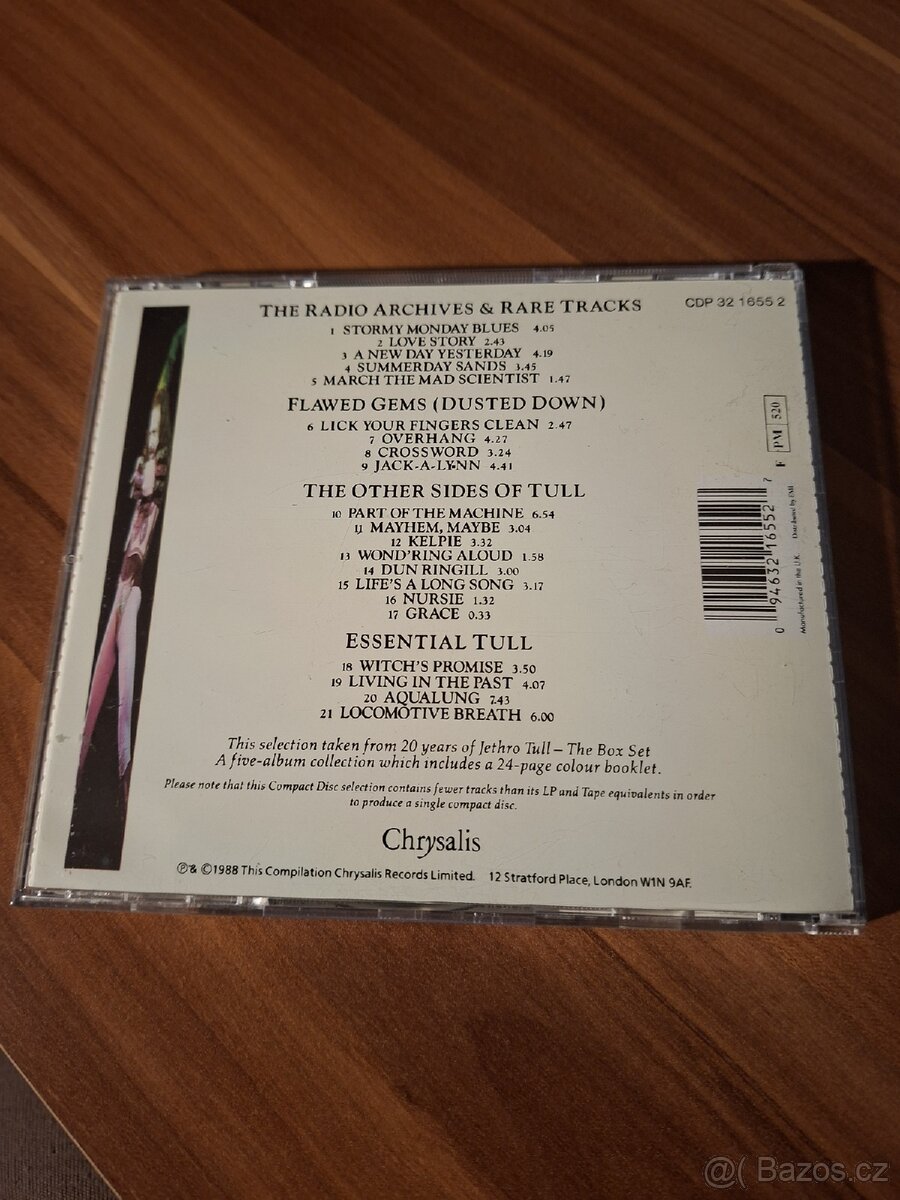 THE RADIO ARCHIVES & RARE TRACKS
CDP 32 1655 2
1 STORMY MONDAY BLUES 4.05
2 LOVE STORY 2.43
3 A NEW DAY YESTERDAY 4.19
4 SUMMERDAY SANDS 3.45
5 MARCH THE MAD SCIENTIST 1.47
FLAWED GEMS (DUSTED DOWN)
6 LICK YOUR FINGERS CLEAN 2.47
7 OVERHANG 4.27
8 CROSSWORD 3.24
9 JACK-A-LYNN 4.41
THE OTHER SIDES OF TULL
10 PART OF THE MACHINE 6.54
11 MAYHEM, MAYBE 3.04
12 KELPIE 3.32
13 WOND'RING ALOUD 1.58
14 DUN RINGILL 3.00
15 LIFE'S A LONG SONG 3.17
16 NURSIE 1.32
17 GRACE 0.33
ESSENTIAL TULL
18 WITCH'S PROMISE 3.50
19 LIVING IN THE PAST 4.07
20 AQUALUNG 7.43
21 LOCOMOTIVE BREATH 6.00
This selection taken from 20 years of Jethro Tull – The Box Set
A five-album collection which includes a 24-page colour booklet.
Please note that this Compact Disc selection contains fewer tracks than its LP and Tape equivalents in order
to produce a single compact disc.
Chrysalis
℗& ©1988 This Compilation Chrysalis Records Limited. 12 Stratford Place, London W1N 9AF.
F PM 520
0 94632 16552 7
Manufactured in the U.K. Distributed by EMI
@( Bazos.cz